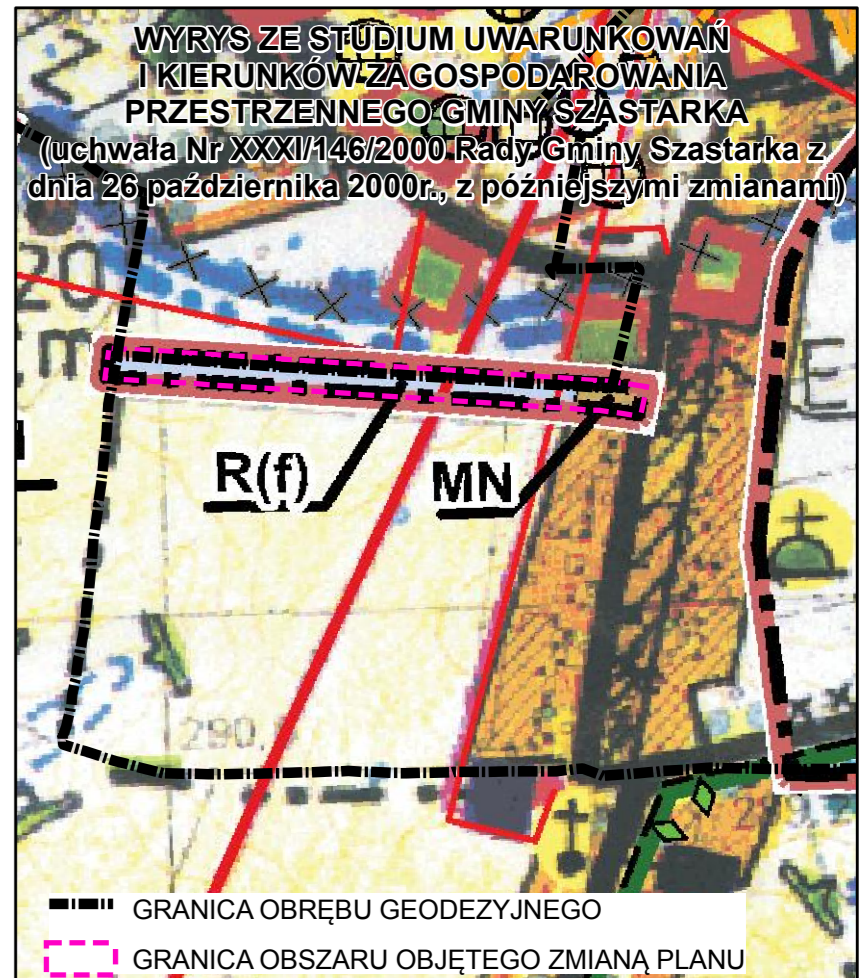 WYRYS ZE STUDIUM UWARUNKOWAŃ
I KIERUNKÓW ZAGOSPODAROWANIA
PRZESTRZENNEGO GMINY SZASTARKA
(uchwała Nr XXXI/146/2000 Rady Gminy Szastarka z
dnia 26 października 2000r., z późniejszymi zmianami)
20
E
R(f)
MN
GRANICA OBRĘBU GEODEZYJNEGO
GRANICA OBSZARU OBJĘTEGO ZMIANĄ PLANU